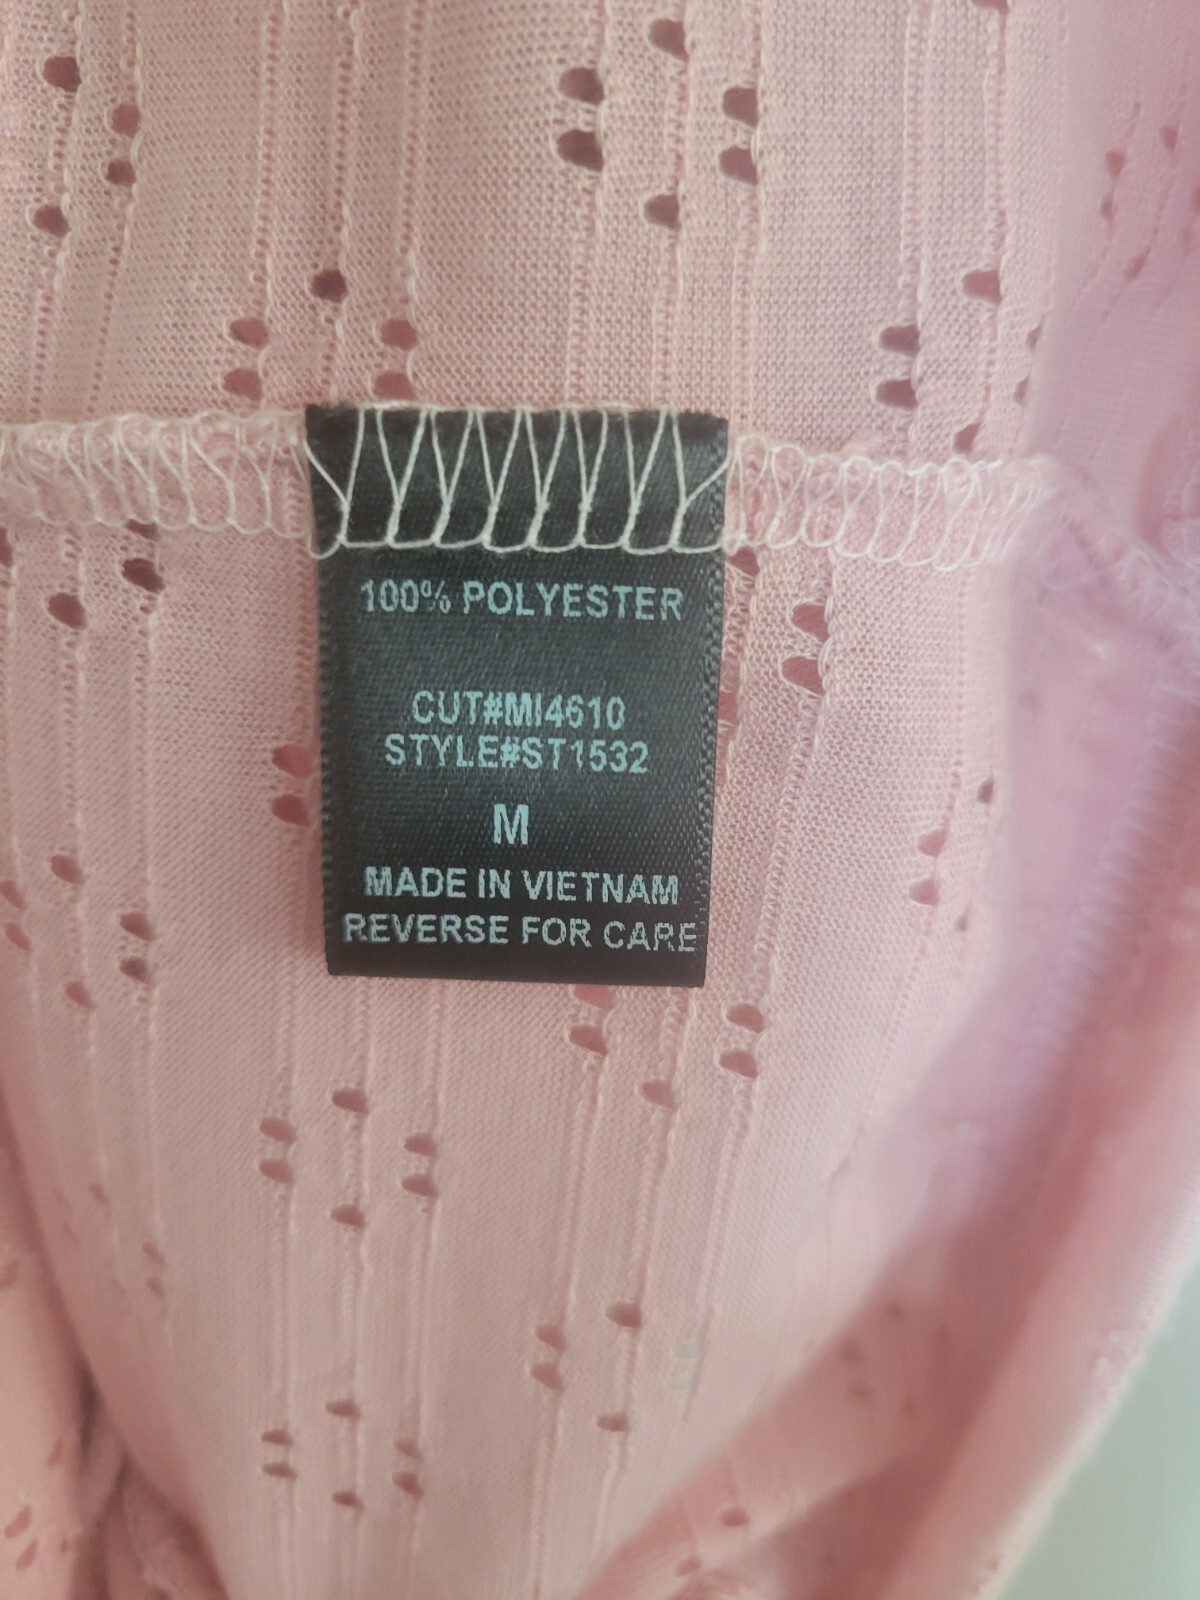 100% POLYESTER
CUT#MI4610
STYLE#ST1532
M
MADE IN VIETNAM
REVERSE FOR CARE